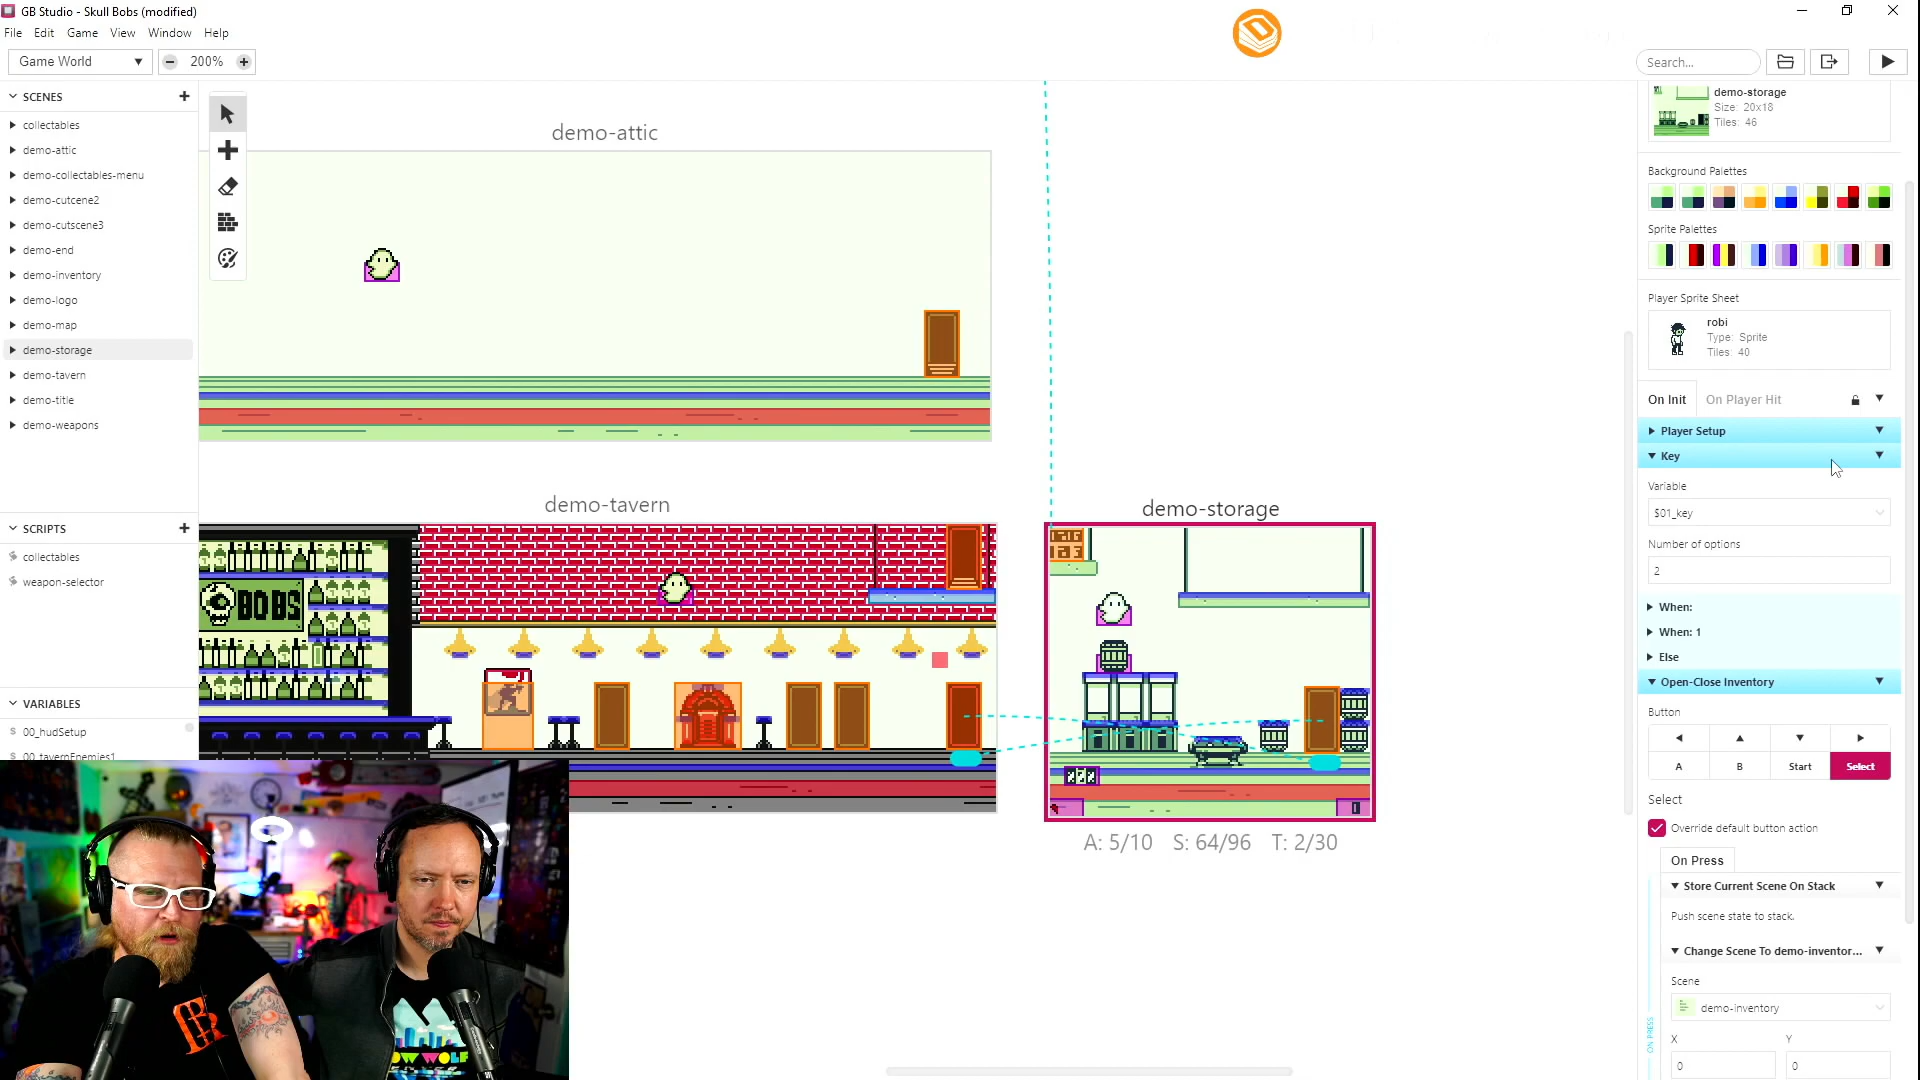 GB Studio - Skull Bobs (modified)
File Edit Game View Window Help
Game World
200%
Search...
SCENES
collectables
demo-attic
demo-collectables-menu
demo-cutcene2
demo-cutscene3
demo-end
demo-inventory
demo-logo
demo-map
demo-storage
demo-tavern
demo-title
demo-weapons
SCRIPTS
collectables
weapon-selector
VARIABLES
$ 00_hudSetup
$ 00_tavernEnemies1
demo-attic
demo-tavern
BOBS
demo-storage
A: 5/10 S: 64/96 T: 2/30
demo-storage
Size: 20x18
Tiles: 46
Background Palettes
Sprite Palettes
Player Sprite Sheet
robi
Type: Sprite
Tiles: 40
On Init
On Player Hit
Player Setup
Key
Variable
$01_key
Number of options
2
When:
When: 1
Else
Open-Close Inventory
Button
A
B
Start
Select
Select
Override default button action
On Press
Store Current Scene On Stack
Push scene state to stack.
Change Scene To demo-inventor...
Scene
demo-inventory
X
Y
0
0
ON PRESS